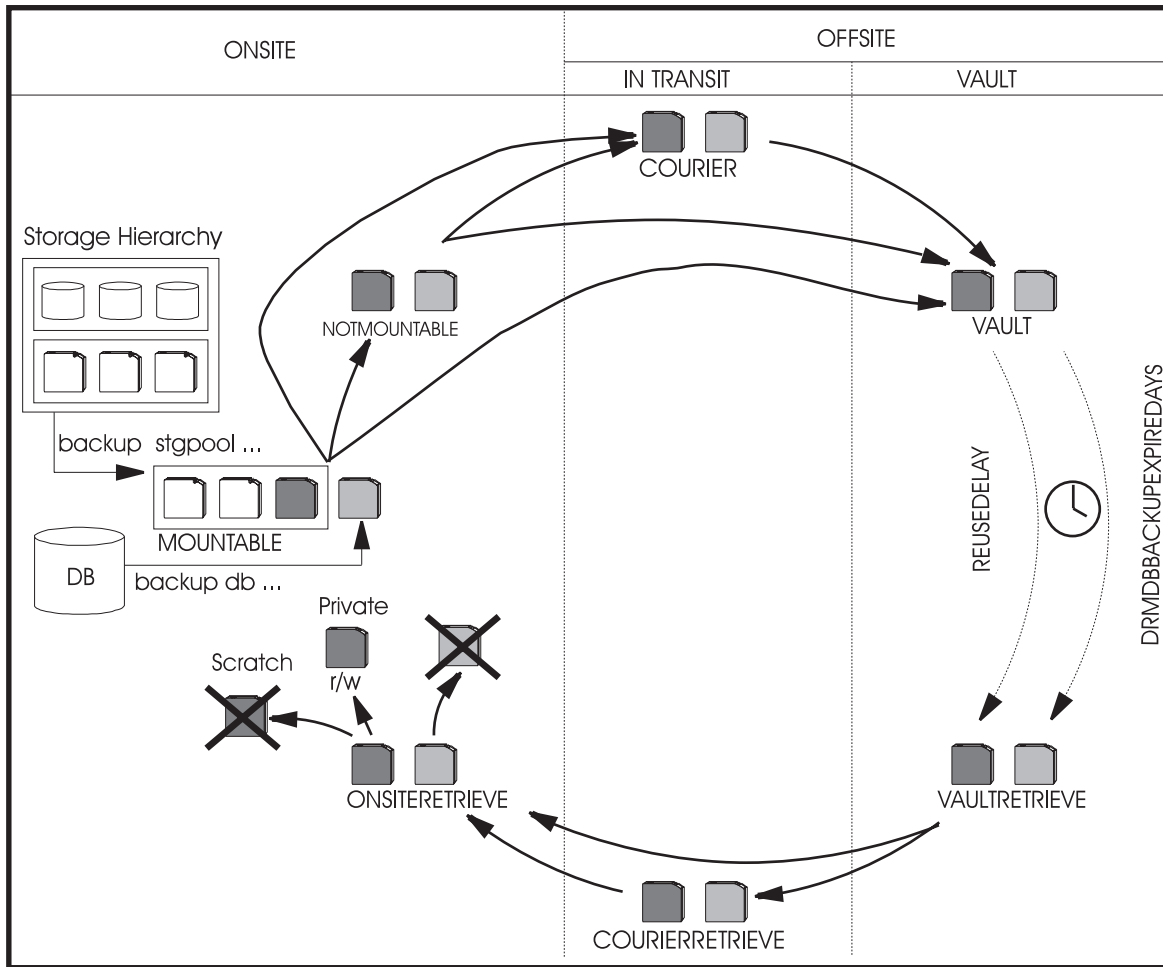 ONSITE
OFFSITE
IN TRANSIT
VAULT
COURIER
Storage Hierarchy
NOTMOUNTABLE
VAULT
backup stgpool ...
MOUNTABLE
DB
backup db ...
REUSEDELAY
DRMDBBACKUPEXPIREDAYS
Private
r/w
Scratch
ONSITERETRIEVE
VAULTRETRIEVE
COURIERRETRIEVE